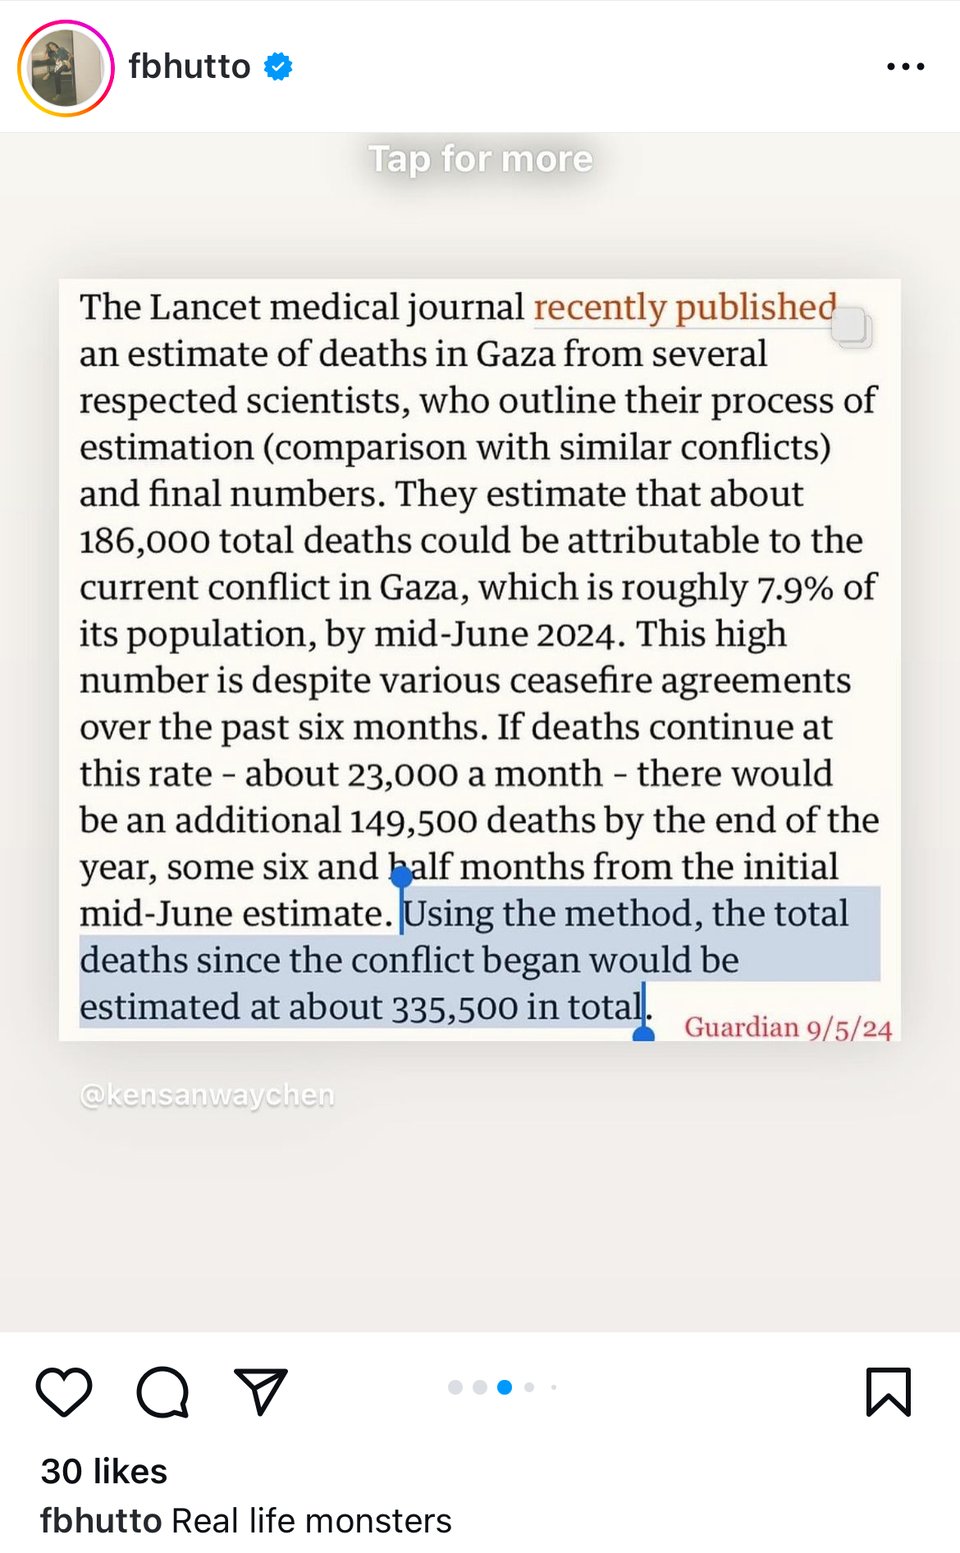 fbhutto
Tap for more
The Lancet medical journal recently published
an estimate of deaths in Gaza from several
respected scientists, who outline their process of
estimation (comparison with similar conflicts)
and final numbers. They estimate that about
186,000 total deaths could be attributable to the
current conflict in Gaza, which is roughly 7.9% of
its population, by mid-June 2024. This high
number is despite various ceasefire agreements
over the past six months. If deaths continue at
this rate – about 23,000 a month – there would
be an additional 149,500 deaths by the end of the
year, some six and half months from the initial
mid-June estimate. Using the method, the total
deaths since the conflict began would be
estimated at about 335,500 in total.
Guardian 9/5/24
@kensanwaychen
30 likes
fbhutto Real life monsters